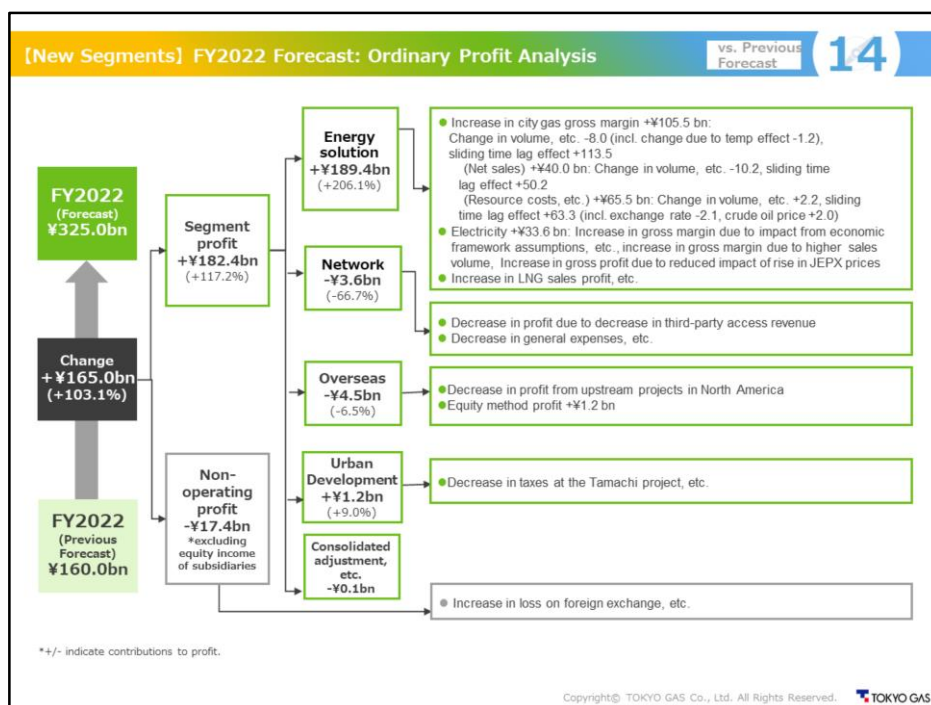 【New Segments】 FY2022 Forecast: Ordinary Profit Analysis
vs. Previous
Forecast
14
FY2022
(Forecast)
¥325.0bn
Change
+¥165.0bn
(+103.1%)
FY2022
(Previous
Forecast)
¥160.0bn
Segment
profit
+¥182.4bn
(+117.2%)
Non-
operating
profit
-¥17.4bn
*excluding
equity income
of subsidiaries
Energy
solution
+¥189.4bn
(+206.1%)
Network
-¥3.6bn
(-66.7%)
Overseas
-¥4.5bn
(-6.5%)
Urban
Development
+¥1.2bn
(+9.0%)
Consolidated
adjustment,
etc.
-¥0.1bn
● Increase in city gas gross margin +¥105.5 bn:
Change in volume, etc. -8.0 (incl. change due to temp effect -1.2),
sliding time lag effect +113.5
(Net sales) +¥40.0 bn: Change in volume, etc. -10.2, sliding time
lag effect +50.2
(Resource costs, etc.) +¥65.5 bn: Change in volume, etc. +2.2, sliding
time lag effect +63.3 (incl. exchange rate -2.1, crude oil price +2.0)
● Electricity +¥33.6 bn: Increase in gross margin due to impact from economic
framework assumptions, etc., increase in gross margin due to higher sales
volume, Increase in gross profit due to reduced impact of rise in JEPX prices
● Increase in LNG sales profit, etc.
● Decrease in profit due to decrease in third-party access revenue
● Decrease in general expenses, etc.
●Decrease in profit from upstream projects in North America
●Equity method profit +¥1.2 bn
●Decrease in taxes at the Tamachi project, etc.
● Increase in loss on foreign exchange, etc.
*+/- indicate contributions to profit.
Copyright© TOKYO GAS Co., Ltd. All Rights Reserved.
TOKYO GAS